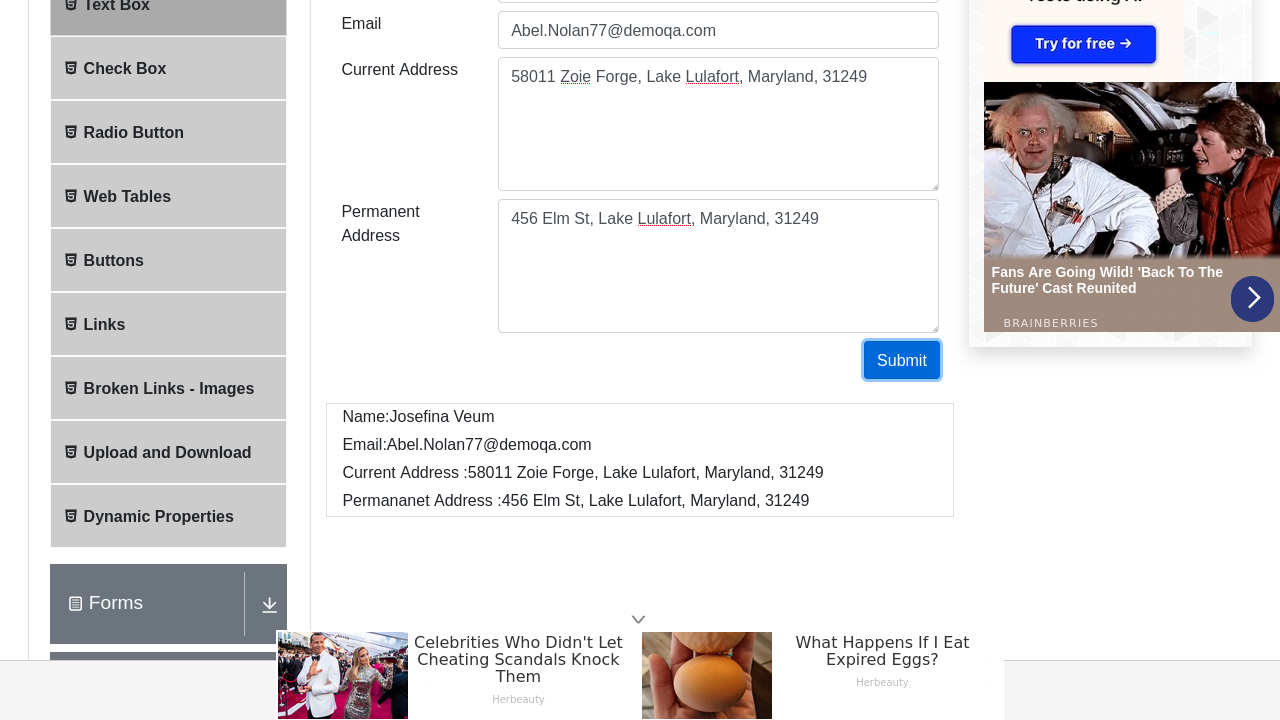 Text Box
Check Box
Radio Button
Web Tables
Buttons
Links
Broken Links - Images
Upload and Download
Dynamic Properties
Forms
Email
Abel.Nolan77@demoqa.com
Current Address
58011 Zoie Forge, Lake Lulafort, Maryland, 31249
Permanent
Address
456 Elm St, Lake Lulafort, Maryland, 31249
Submit
Name:Josefina Veum
Email:Abel.Nolan77@demoqa.com
Current Address :58011 Zoie Forge, Lake Lulafort, Maryland, 31249
Permananet Address :456 Elm St, Lake Lulafort, Maryland, 31249
Try for free →
Fans Are Going Wild! 'Back To The
Future' Cast Reunited
BRAINBERRIES
Celebrities Who Didn't Let
Cheating Scandals Knock
Them
Herbeauty
What Happens If I Eat
Expired Eggs?
Herbeauty